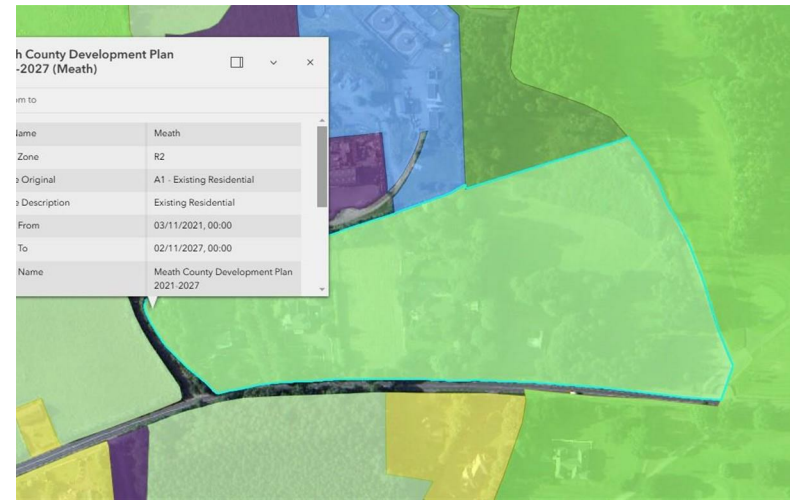 h County Development Plan
-2027 (Meath)
m to
Name Meath
Zone R2
e Original A1 - Existing Residential
e Description Existing Residential
From 03/11/2021, 00:00
To 02/11/2027, 00:00
Name Meath County Development Plan
2021-2027